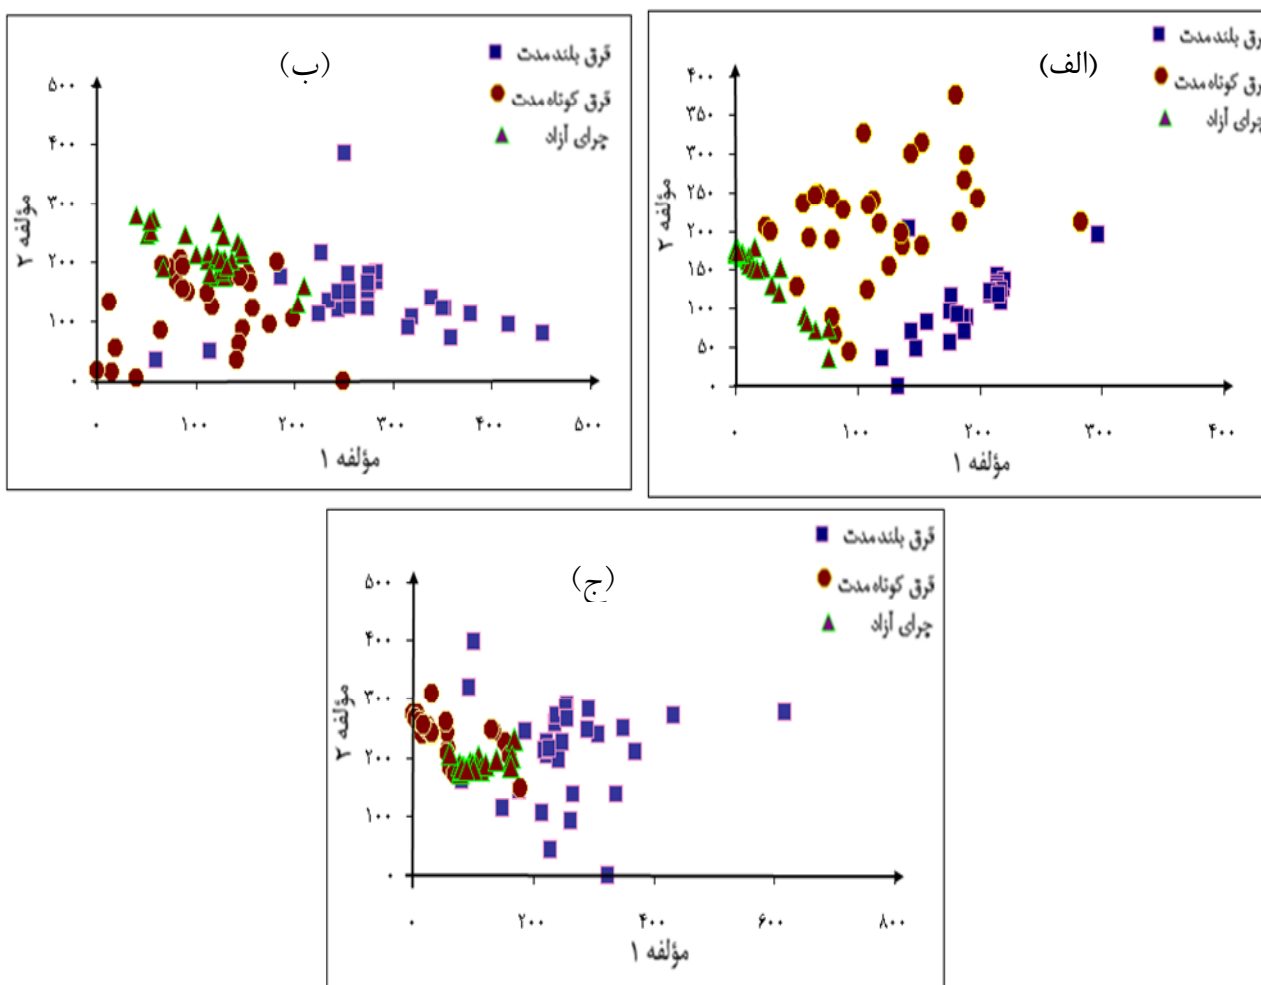 (ب)
قرق بلندمدت
قرق کوتاه‌مدت
چرای آزاد
۵۰۰
۴۰۰
۳۰۰
۲۰۰
۱۰۰
۰
مؤلفه ۲
۰ ۱۰۰ ۲۰۰ ۳۰۰ ۴۰۰ ۵۰۰
مؤلفه ۱
(الف)
بلندمدت
کوتاه‌مدت
چرای آزاد
۴۰۰
۳۵۰
۳۰۰
۲۵۰
۲۰۰
۱۵۰
۱۰۰
۵۰
۰
مؤلفه ۲
۰ ۱۰۰ ۲۰۰ ۳۰۰ ۴۰۰
مؤلفه ۱
(ج)
قرق بلندمدت
قرق کوتاه‌مدت
چرای آزاد
۵۰۰
۴۰۰
۳۰۰
۲۰۰
۱۰۰
۰
مؤلفه ۲
۰ ۲۰۰ ۴۰۰ ۶۰۰ ۸۰۰
مؤلفه ۱